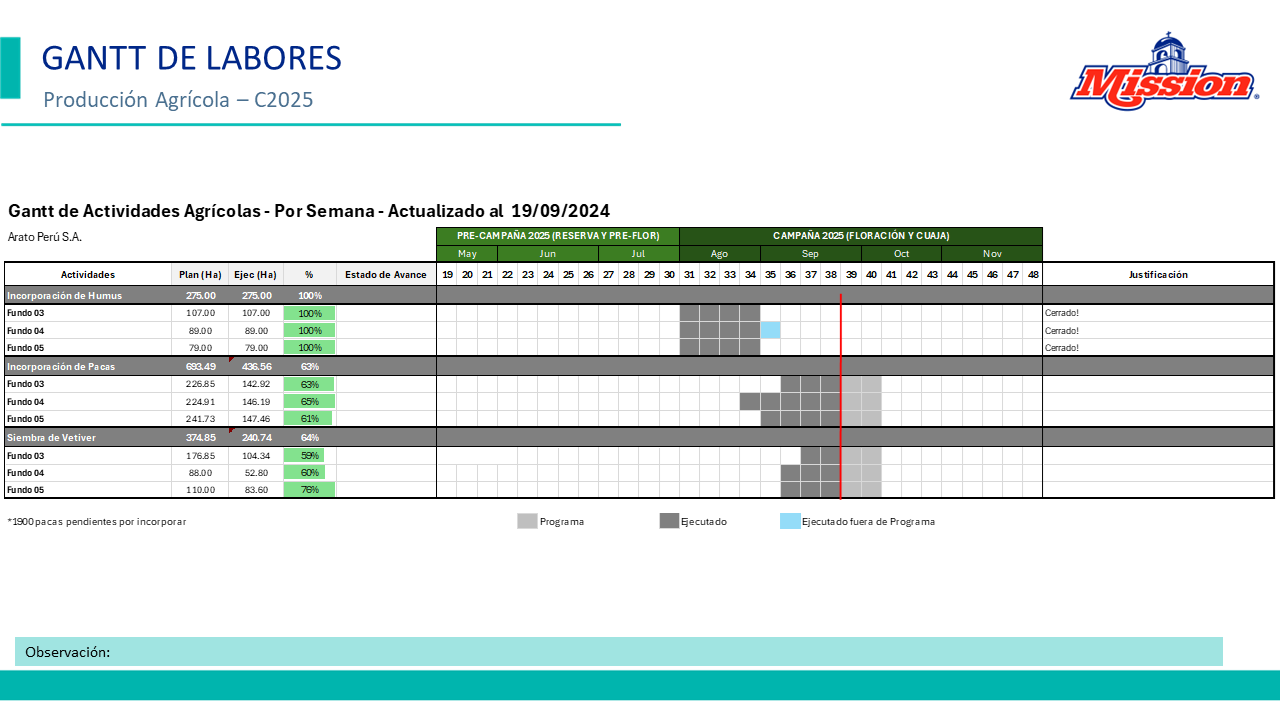 GANTT DE LABORES
Producción Agrícola – C2025
Mission®
Gantt de Actividades Agrícolas - Por Semana - Actualizado al 19/09/2024
Arato Perú S.A.
PRE-CAMPAÑA 2025 (RESERVA Y PRE-FLOR) CAMPAÑA 2025 (FLORACIÓN Y CUAJA)
May Jun Jul Ago Sep Oct Nov
Actividades Plan (Ha) Ejec (Ha) % Estado de Avance 19 20 21 22 23 24 25 26 27 28 29 30 31 32 33 34 35 36 37 38 39 40 41 42 43 44 45 46 47 48 Justificación
Incorporación de Humus 275.00 275.00 100%
Fundo 03 107.00 107.00 100% Cerrado!
Fundo 04 89.00 89.00 100% Cerrado!
Fundo 05 79.00 79.00 100% Cerrado!
Incorporación de Pacas 693.49 436.56 63%
Fundo 03 226.85 142.92 63%
Fundo 04 224.91 146.19 65%
Fundo 05 241.73 147.46 61%
Siembra de Vetiver 374.85 240.74 64%
Fundo 03 176.85 104.34 59%
Fundo 04 88.00 52.80 60%
Fundo 05 110.00 83.60 76%
*1900 pacas pendientes por incorporar Programa Ejecutado Ejecutado fuera de Programa
Observación: